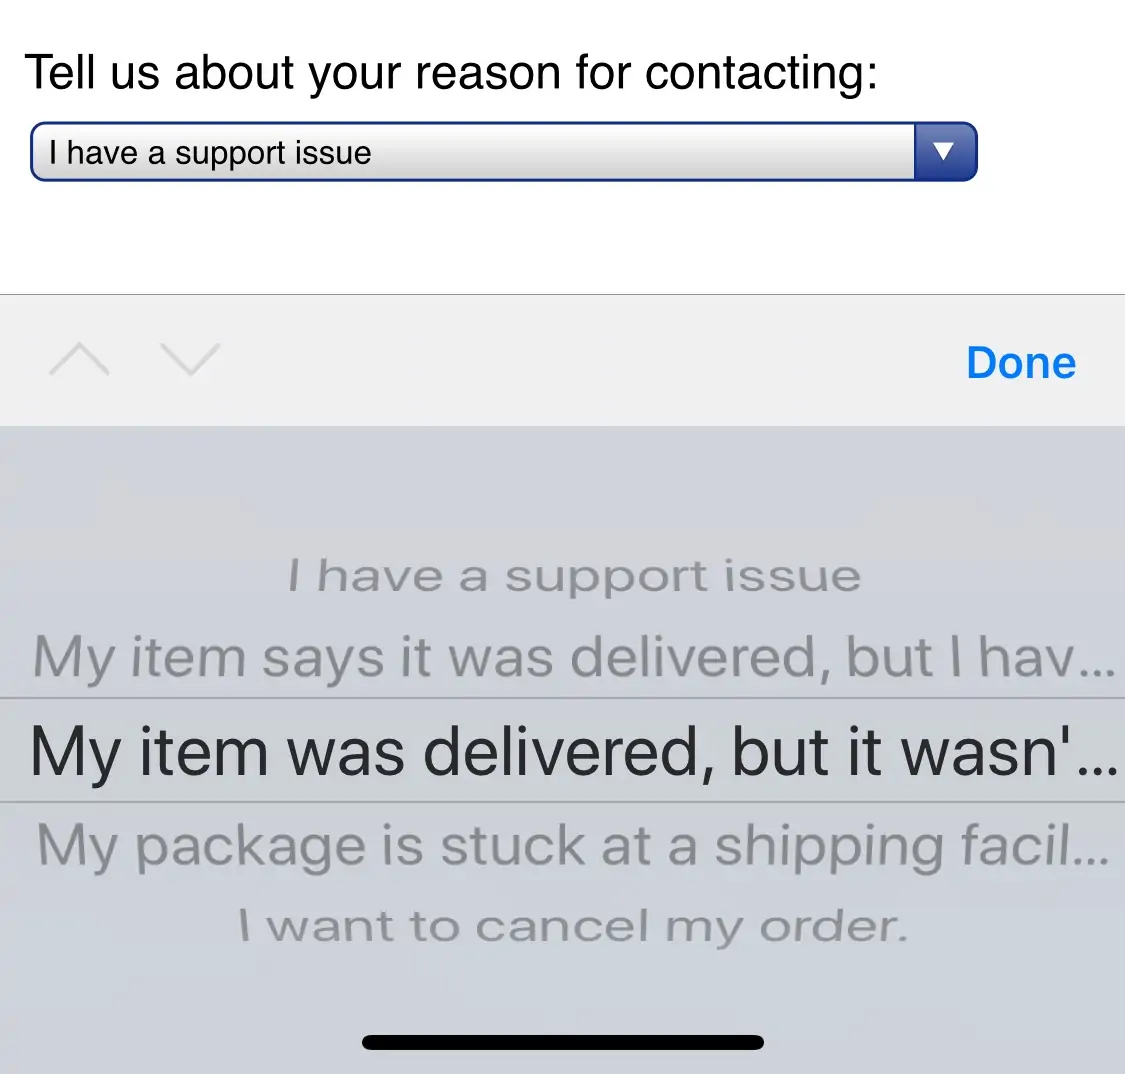 Tell us about your reason for contacting:
I have a support issue
Done
I have a support issue
My item says it was delivered, but I hav...
My item was delivered, but it wasn'...
My package is stuck at a shipping facil...
I want to cancel my order.